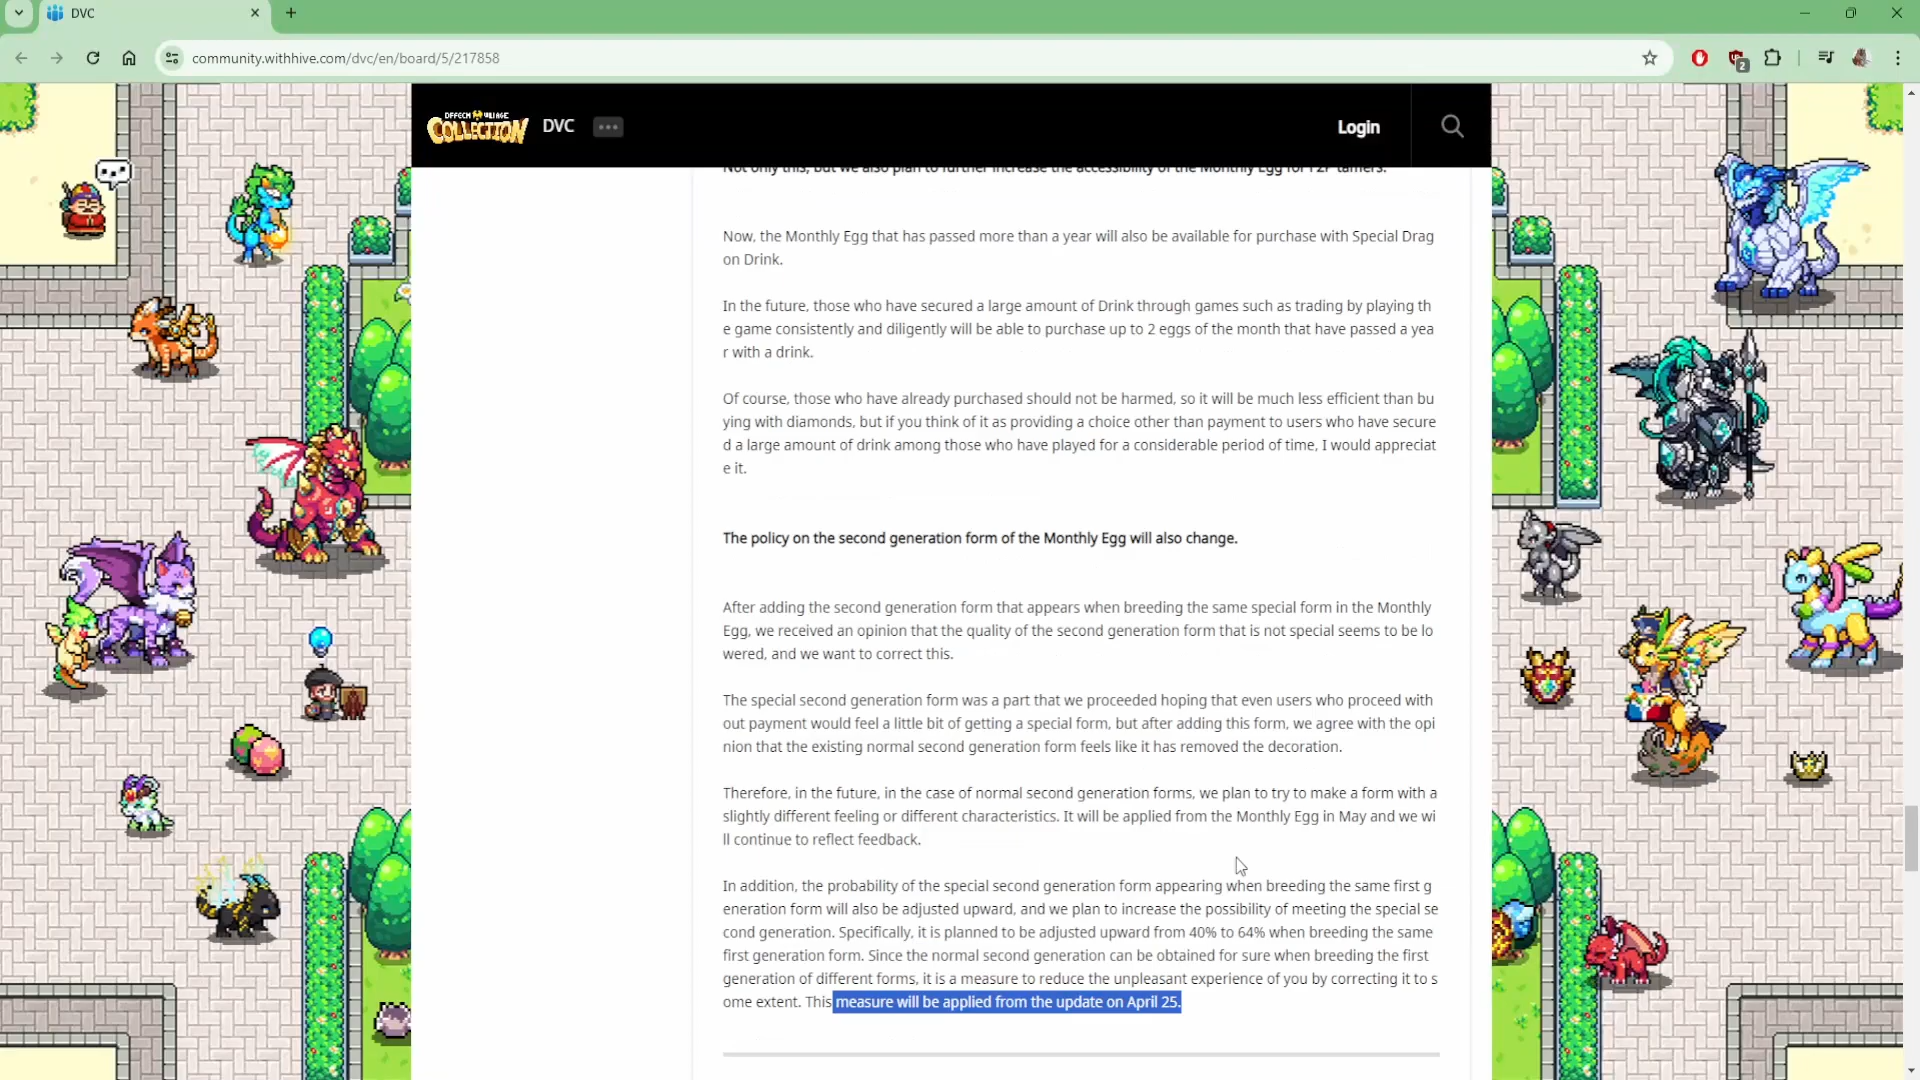 DVC
community.withhive.com/dvc/en/board/5/217858
2
COLLECTION
DVC
Login
Not only this, but we also plan to further increase the accessibility of the Monthly Egg for F2P tamers.
Now, the Monthly Egg that has passed more than a year will also be available for purchase with Special Drag
on Drink.
In the future, those who have secured a large amount of Drink through games such as trading by playing th
e game consistently and diligently will be able to purchase up to 2 eggs of the month that have passed a yea
r with a drink.
Of course, those who have already purchased should not be harmed, so it will be much less efficient than bu
ying with diamonds, but if you think of it as providing a choice other than payment to users who have secure
d a large amount of drink among those who have played for a considerable period of time, I would appreciat
e it.
The policy on the second generation form of the Monthly Egg will also change.
After adding the second generation form that appears when breeding the same special form in the Monthly
Egg, we received an opinion that the quality of the second generation form that is not special seems to be lo
wered, and we want to correct this.
The special second generation form was a part that we proceeded hoping that even users who proceed with
out payment would feel a little bit of getting a special form, but after adding this form, we agree with the opi
nion that the existing normal second generation form feels like it has removed the decoration.
Therefore, in the future, in the case of normal second generation forms, we plan to try to make a form with a
slightly different feeling or different characteristics. It will be applied from the Monthly Egg in May and we wi
ll continue to reflect feedback.
In addition, the probability of the special second generation form appearing when breeding the same first g
eneration form will also be adjusted upward, and we plan to increase the possibility of meeting the special se
cond generation. Specifically, it is planned to be adjusted upward from 40% to 64% when breeding the same
first generation form. Since the normal second generation can be obtained for sure when breeding the first
generation of different forms, it is a measure to reduce the unpleasant experience of you by correcting it to s
ome extent. This measure will be applied from the update on April 25.